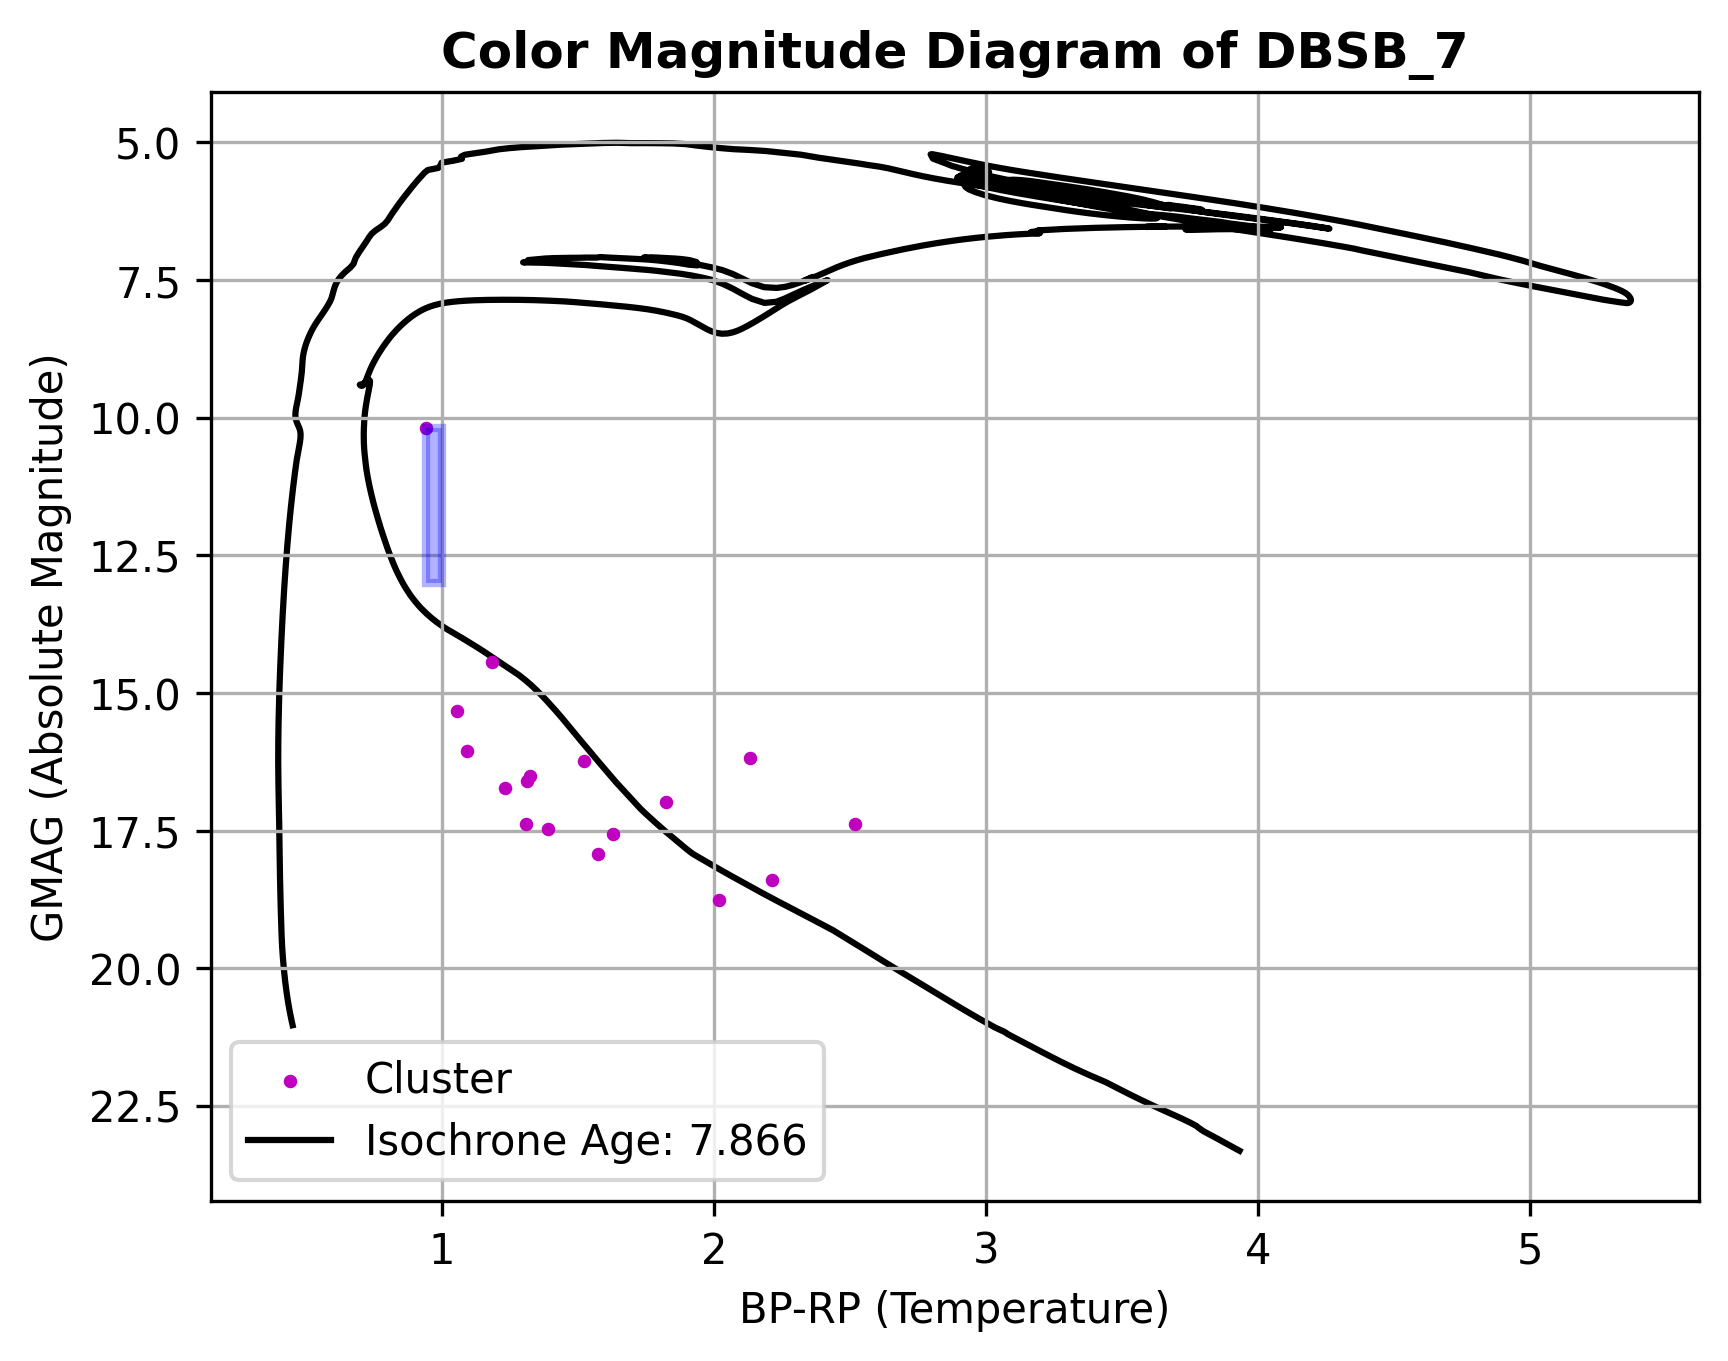 Color Magnitude Diagram of DBSB_7
GMAG (Absolute Magnitude)
5.0
7.5
10.0
12.5
15.0
17.5
20.0
22.5
Cluster
Isochrone Age: 7.866
1 2 3 4 5
BP-RP (Temperature)